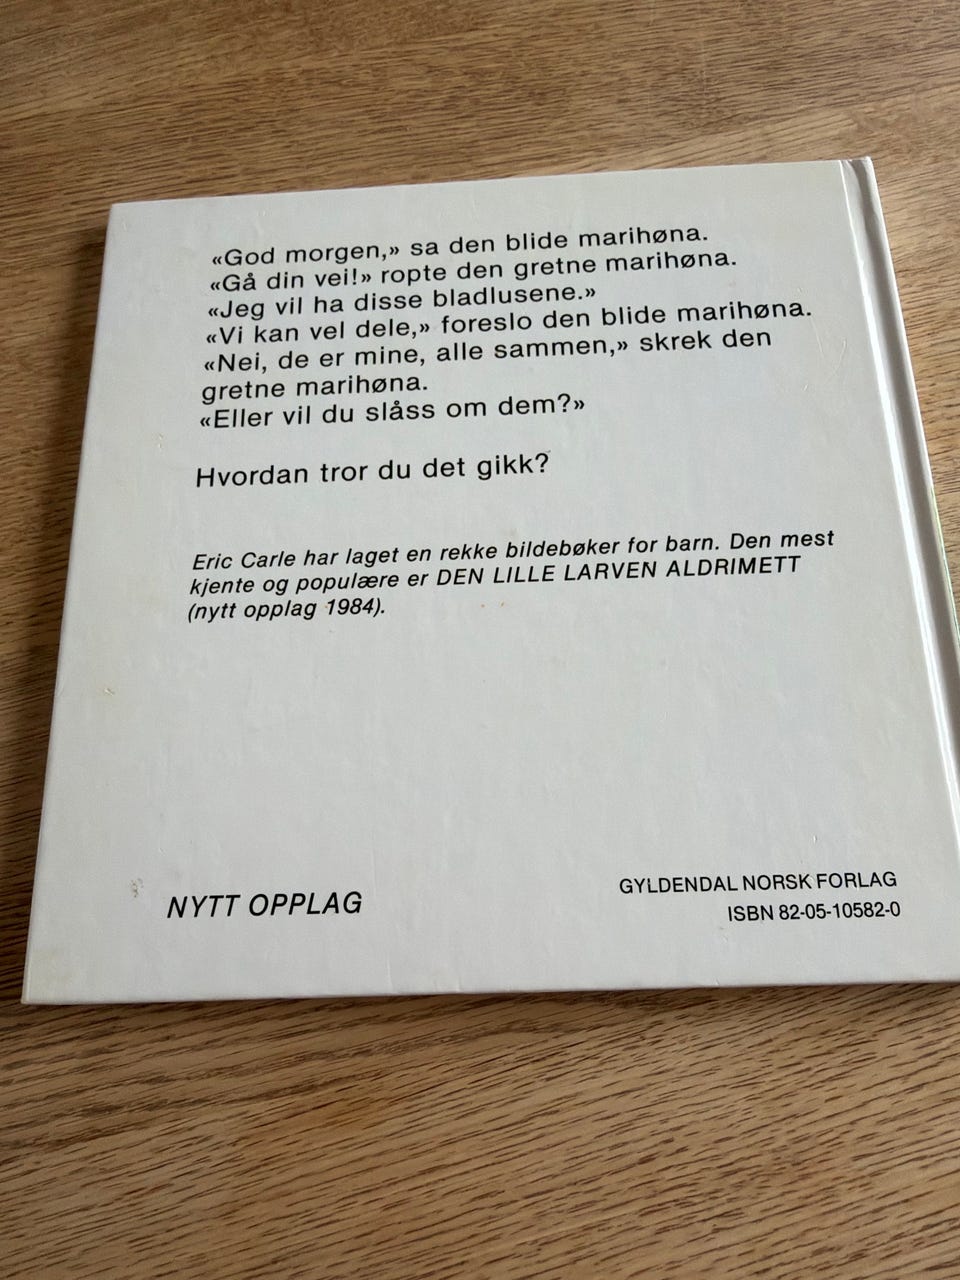 «God morgen,» sa den blide marihøna.
«Gå din vei!» ropte den gretne marihøna.
«Jeg vil ha disse bladlusene.»
«Vi kan vel dele,» foreslo den blide marihøna.
«Nei, de er mine, alle sammen,» skrek den
gretne marihøna.
«Eller vil du slåss om dem?»
Hvordan tror du det gikk?
Eric Carle har laget en rekke bildebøker for barn. Den mest
kjente og populære er DEN LILLE LARVEN ALDRIMETT
(nytt opplag 1984).
NYTT OPPLAG
GYLDENDAL NORSK FORLAG
ISBN 82-05-10582-0